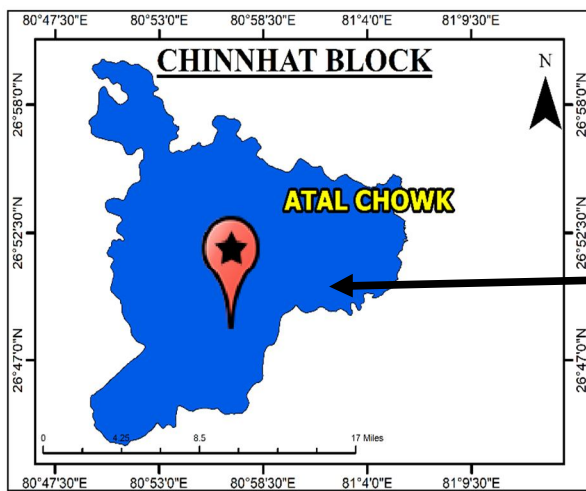 80°47'30"E 80°53'0"E 80°58'30"E 81°4'0"E 81°9'30"E
CHINNHAT BLOCK
N
26°58'0"N 26°58'0"N
ATAL CHOWK
26°52'30"N 26°52'30"N
26°47'0"N 26°47'0"N
0 4.25 8.5 17 Miles
80°47'30"E 80°53'0"E 80°58'30"E 81°4'0"E 81°9'30"E